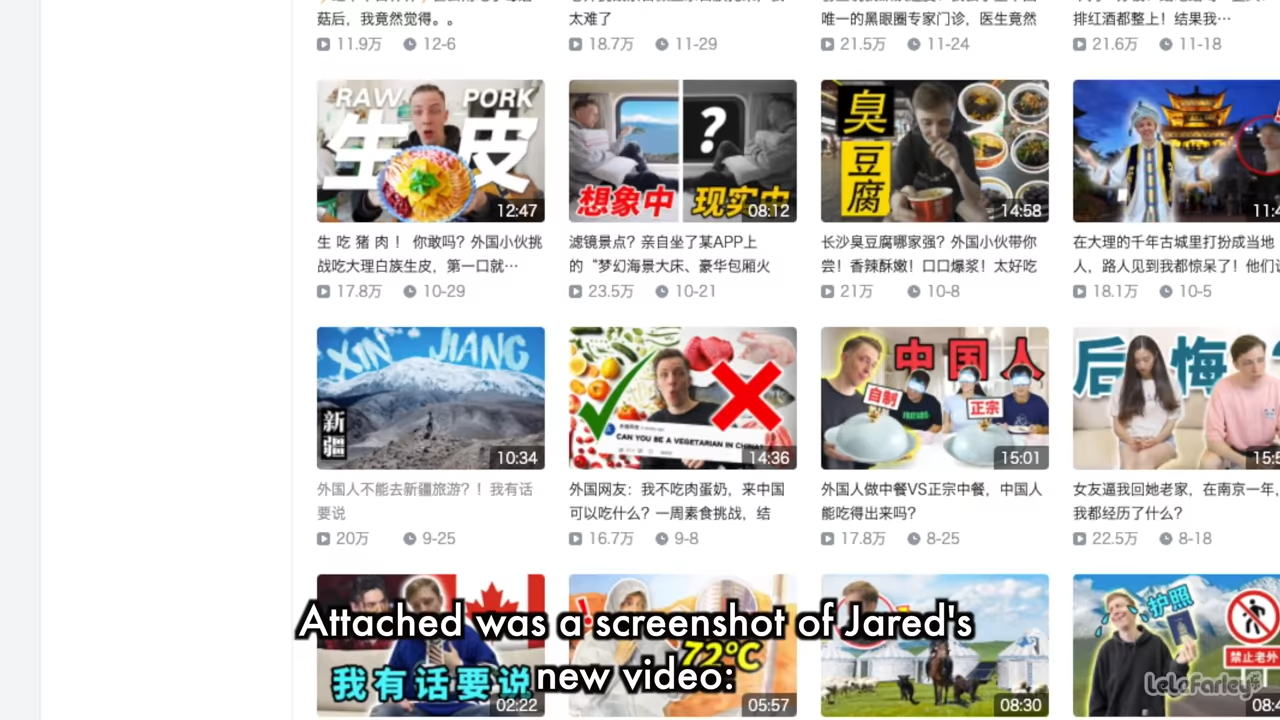 菇后，我竟然觉得。。
太难了
唯一的黑眼圈专家门诊，医生竟然
排红酒都整上！结果我…
11.9万 12-6
18.7万 11-29
21.5万 11-24
21.6万 11-18
RAW PORK
生 皮
12:47
?
想象中 现实中
08:12
臭豆腐
14:58
生 吃 猪 肉 ！ 你敢吗？外国小伙挑
战吃大理白族生皮，第一口就…
滤镜景点？亲自坐了某APP上
的“梦幻海景大床、豪华包厢火
长沙臭豆腐哪家强？外国小伙带你
尝！香辣酥嫩！口口爆浆！太好吃
在大理的千年古城里打扮成当地
人，路人见到我都惊呆了！他们
17.8万 10-29
23.5万 10-21
21万 10-8
18.1万 10-5
XIN JIANG
新疆
10:34
CAN YOU BE A VEGETARIAN IN CHINA?
14:36
中国人
自制
正宗
15:01
后悔?
外国人不能去新疆旅游？！我有话
要说
外国网友：我不吃肉蛋奶，来中国
可以吃什么？一周素食挑战，结
外国人做中餐VS正宗中餐，中国人
能吃得出来吗？
女友逼我回她老家，在南京一年，
我都经历了什么？
20万 9-25
16.7万 9-8
17.8万 8-25
22.5万 8-18
我有话要说
02:22
72°C
05:57
08:30
护照
禁止老外
Attached was a screenshot of Jared's
new video:
LeLeFarley